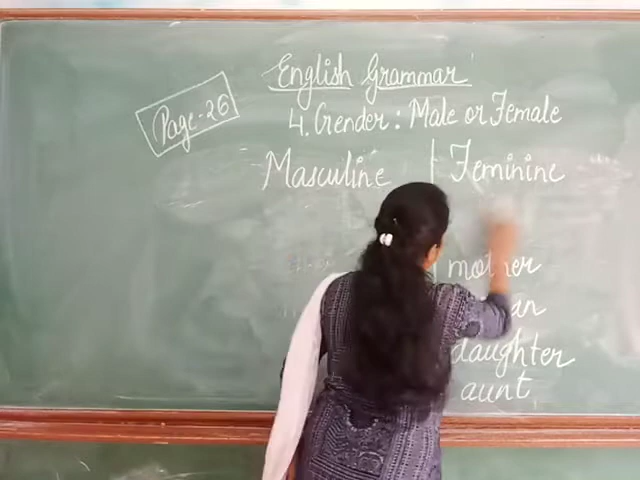 English Grammar
Page-26
4. Gender: Male or Female
Masculine | Feminine
mother
daughter
aunt